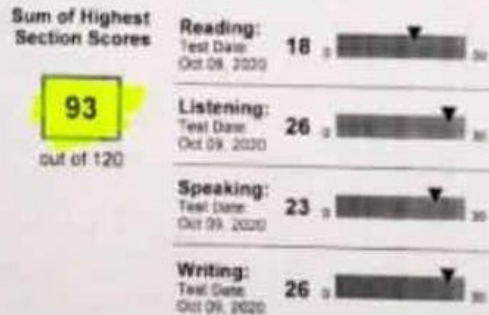 Sum of Highest
Section Scores
93
out of 120
Reading:
Test Date:
Oct 09, 2020
18 0 30
Listening:
Test Date:
Oct 09, 2020
26 0 30
Speaking:
Test Date:
Oct 09, 2020
23 0 30
Writing:
Test Date:
Oct 09, 2020
26 0 30